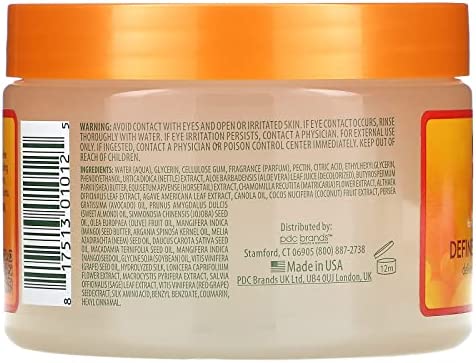 WARNING: AVOID CONTACT WITH EYES AND OPEN OR IRRITATED SKIN. IF EYE CONTACT OCCURS, RINSE
THOROUGHLY WITH WATER. IF EYE IRRITATION PERSISTS, CONTACT A PHYSICIAN. FOR EXTERNAL USE
ONLY. IF INGESTED, CONTACT A PHYSICIAN OR POISON CONTROL CENTER IMMEDIATELY. KEEP OUT OF
REACH OF CHILDREN.
INGREDIENTS: WATER (AQUA), GLYCERIN, CELLULOSE GUM, FRAGRANCE (PARFUM), PECTIN, CITRIC ACID, ETHYLHEXYLGLYCERIN,
PHENOXYETHANOL, URTICA DIOICA (NETTLE) EXTRACT, ALOE BARBADENSIS (ALOE VERA) LEAF JUICE (DECOLORIZED), BUTYROSPERMUM
PARKII (SHEA) BUTTER, EQUISETUM ARVENSE (HORSETAIL) EXTRACT, CHAMOMILLA RECUTITA (MATRICARIA) FLOWER EXTRACT, ALTHAEA
OFFICINALIS ROOT EXTRACT, AGAVE AMERICANA LEAF EXTRACT, CANOLA OIL, COCOS NUCIFERA (COCONUT) FRUIT EXTRACT, PERSEA
GRATISSIMA (AVOCADO) OIL, PRUNUS AMYGDALUS DULCIS
(SWEET ALMOND) OIL, SIMMONDSIA CHINENSIS (JOJOBA) SEED
OIL, OLEA EUROPAEA (OLIVE) FRUIT OIL, MANGIFERA INDICA
(MANGO) SEED BUTTER, ARGANIA SPINOSA KERNEL OIL, MELIA
AZADIRACHTA (NEEM) SEED OIL, DAUCUS CAROTA SATIVA SEED
OIL, MACADAMIA TERNIFOLIA SEED OIL, MANGIFERA INDICA
(MANGO) SEED OIL, GLYCINE SOJA (SOYBEAN) OIL, VITIS VINIFERA
(GRAPE) SEED OIL, HYDROLYZED SILK, LONICERA CAPRIFOLIUM
FLOWER EXTRACT, MACROCYSTIS PYRIFERA EXTRACT, SAL-
VIA OFFICINALIS (SAGE) LEAF EXTRACT, VITIS VINIFERA (GRAPE)
SEED EXTRACT, SILK AMINO ACID, BENZYL BENZOATE, COUMARIN,
HEXYL CINNAMAL.
distributed by
pdc brands™
Stamford, CT 06905 (800) 887-2738
Made in USA
PDC Brands UK Ltd, UB4 0UJ London, UK
12m
8 17513 01012 5
DEFIN